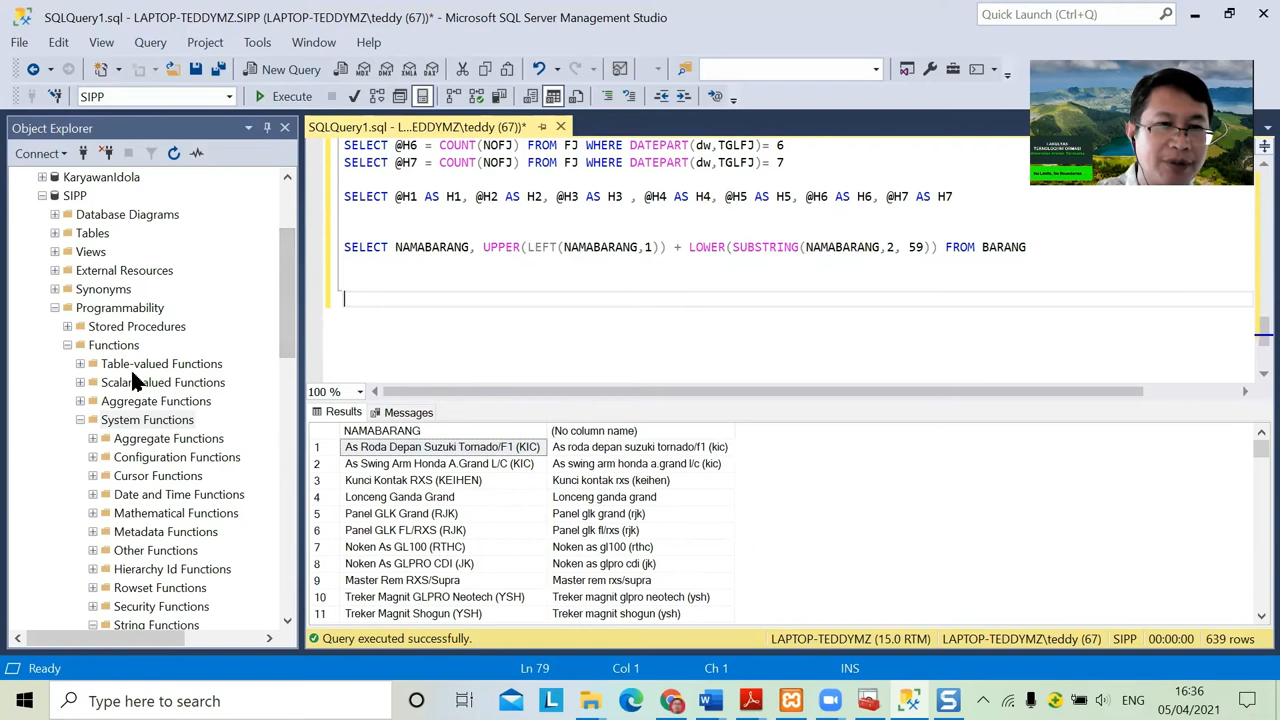 SQLQuery1.sql - LAPTOP-TEDDYMZ.SIPP (LAPTOP-TEDDYMZ\teddy (67))* - Microsoft SQL Server Management Studio
Quick Launch (Ctrl+Q)
File Edit View Query Project Tools Window Help
New Query
SIPP
Execute
Object Explorer
Connect
KaryawanIdola
SIPP
Database Diagrams
Tables
Views
External Resources
Synonyms
Programmability
Stored Procedures
Functions
Table-valued Functions
Scalar-valued Functions
Aggregate Functions
System Functions
Aggregate Functions
Configuration Functions
Cursor Functions
Date and Time Functions
Mathematical Functions
Metadata Functions
Other Functions
Hierarchy Id Functions
Rowset Functions
Security Functions
String Functions
SQLQuery1.sql - L...EDDYMZ\teddy (67))*
SELECT @H6 = COUNT(NOFJ) FROM FJ WHERE DATEPART(dw,TGLFJ)= 6
SELECT @H7 = COUNT(NOFJ) FROM FJ WHERE DATEPART(dw,TGLFJ)= 7
SELECT @H1 AS H1, @H2 AS H2, @H3 AS H3 , @H4 AS H4, @H5 AS H5, @H6 AS H6, @H7 AS H7
SELECT NAMABARANG, UPPER(LEFT(NAMABARANG,1)) + LOWER(SUBSTRING(NAMABARANG,2, 59)) FROM BARANG
100 %
Results Messages
NAMABARANG (No column name)
1 As Roda Depan Suzuki Tornado/F1 (KIC) As roda depan suzuki tornado/f1 (kic)
2 As Swing Arm Honda A.Grand L/C (KIC) As swing arm honda a.grand l/c (kic)
3 Kunci Kontak RXS (KEIHEN) Kunci kontak rxs (keihen)
4 Lonceng Ganda Grand Lonceng ganda grand
5 Panel GLK Grand (RJK) Panel glk grand (rjk)
6 Panel GLK FL/RXS (RJK) Panel glk fl/rxs (rjk)
7 Noken As GL100 (RTHC) Noken as gl100 (rthc)
8 Noken As GLPRO CDI (JK) Noken as glpro cdi (jk)
9 Master Rem RXS/Supra Master rem rxs/supra
10 Treker Magnit GLPRO Neotech (YSH) Treker magnit glpro neotech (ysh)
11 Treker Magnit Shogun (YSH) Treker magnit shogun (ysh)
Query executed successfully. LAPTOP-TEDDYMZ (15.0 RTM) LAPTOP-TEDDYMZ\teddy (67) SIPP 00:00:00 639 rows
Ready Ln 79 Col 1 Ch 1 INS
Type here to search
ENG
16:36
05/04/2021